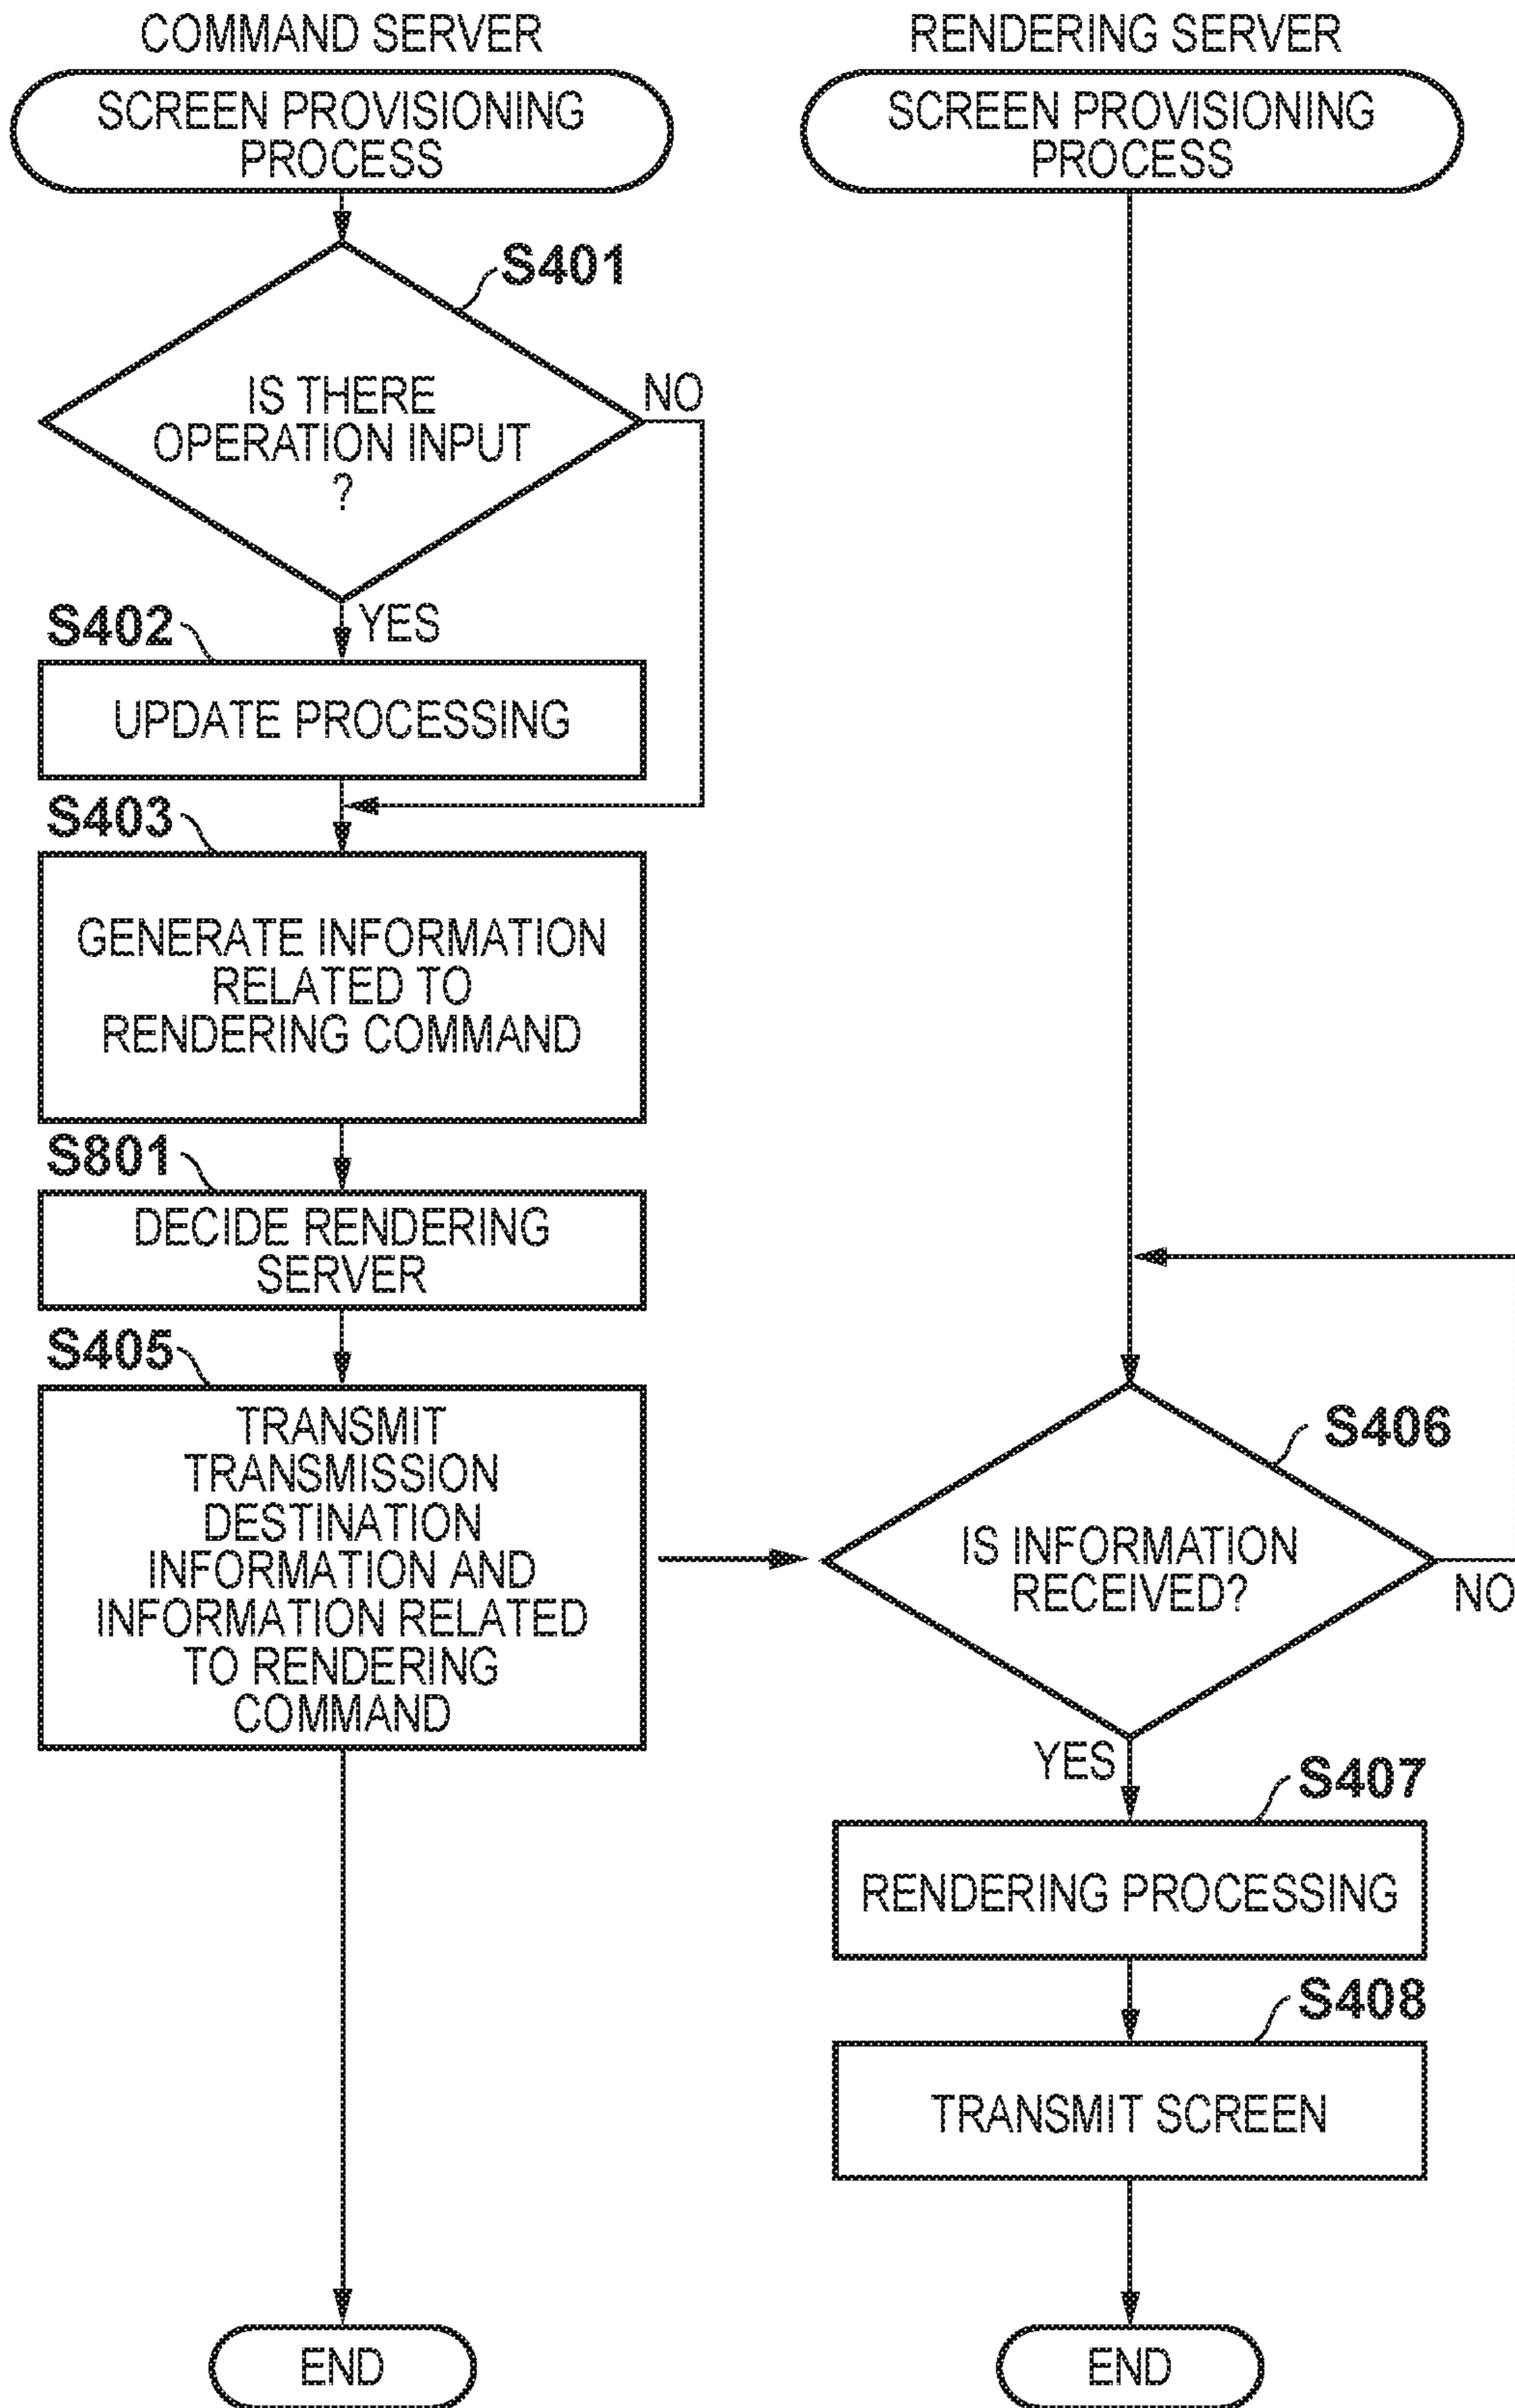 COMMAND SERVER
SCREEN PROVISIONING
PROCESS
S401
IS THERE
OPERATION INPUT
?
NO
YES
S402
UPDATE PROCESSING
S403
GENERATE INFORMATION
RELATED TO
RENDERING COMMAND
S801
DECIDE RENDERING
SERVER
S405
TRANSMIT
TRANSMISSION
DESTINATION
INFORMATION AND
INFORMATION RELATED
TO RENDERING
COMMAND
END
RENDERING SERVER
SCREEN PROVISIONING
PROCESS
S406
IS INFORMATION
RECEIVED?
NO
YES
S407
RENDERING PROCESSING
S408
TRANSMIT SCREEN
END